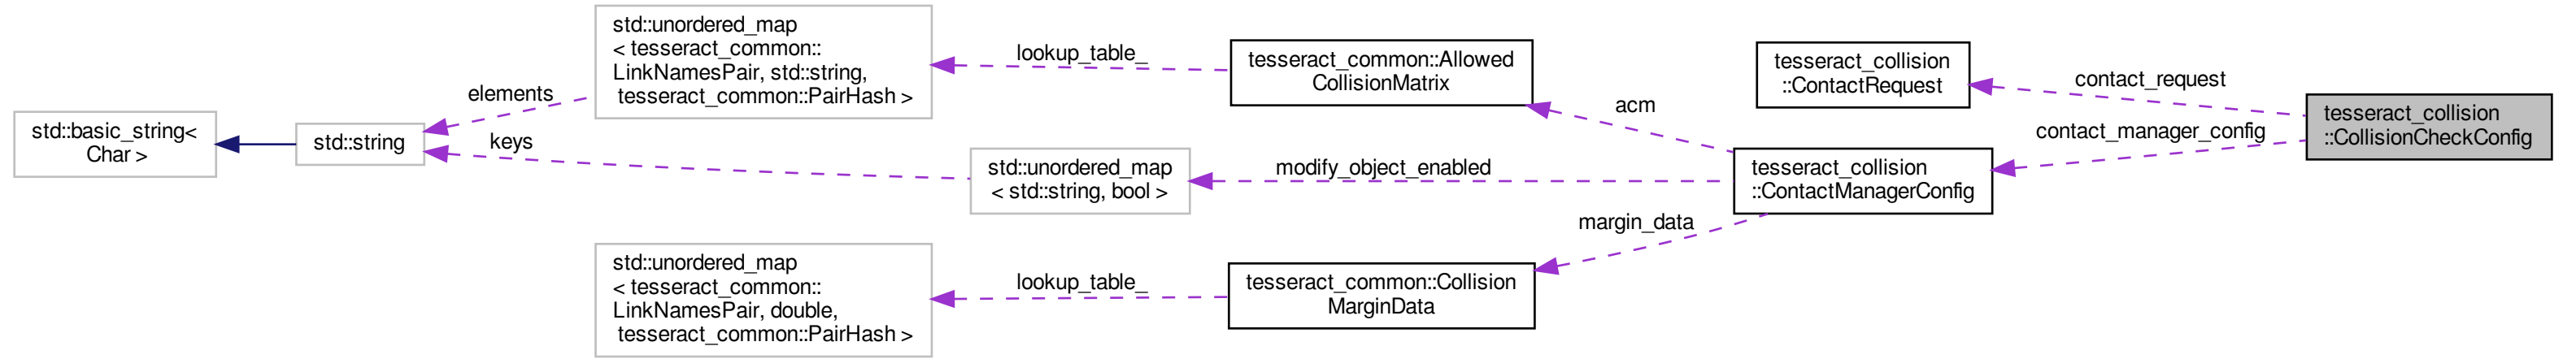 std::basic_string<
Char >
std::string
elements
keys
std::unordered_map
< tesseract_common::
LinkNamesPair, std::string,
tesseract_common::PairHash >
std::unordered_map
< std::string, bool >
std::unordered_map
< tesseract_common::
LinkNamesPair, double,
tesseract_common::PairHash >
lookup_table_
lookup_table_
tesseract_common::Allowed
CollisionMatrix
modify_object_enabled
tesseract_common::Collision
MarginData
acm
margin_data
tesseract_collision
::ContactRequest
tesseract_collision
::ContactManagerConfig
contact_request
contact_manager_config
tesseract_collision
::CollisionCheckConfig